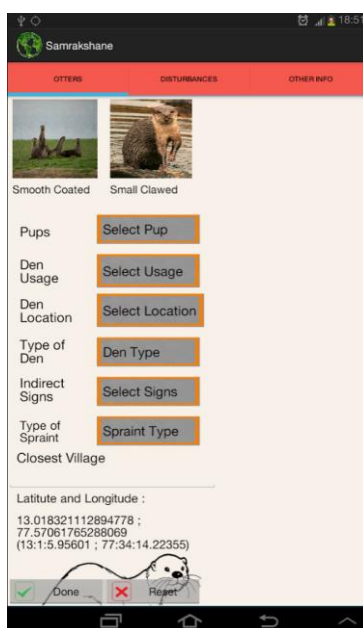 18:51
Samrakshane
OTTERS DISTURBANCES OTHER INFO
Smooth Coated Small Clawed
Pups Select Pup
Den
Usage
Select Usage
Den
Location
Select Location
Type of
Den
Den Type
Indirect
Signs
Select Signs
Type of
Spraint
Spraint Type
Closest Village
Latitute and Longitude :
13.018321112894778 ;
77.57061765288069
(13:1:5.95601 ; 77:34:14.22355)
Done Reset